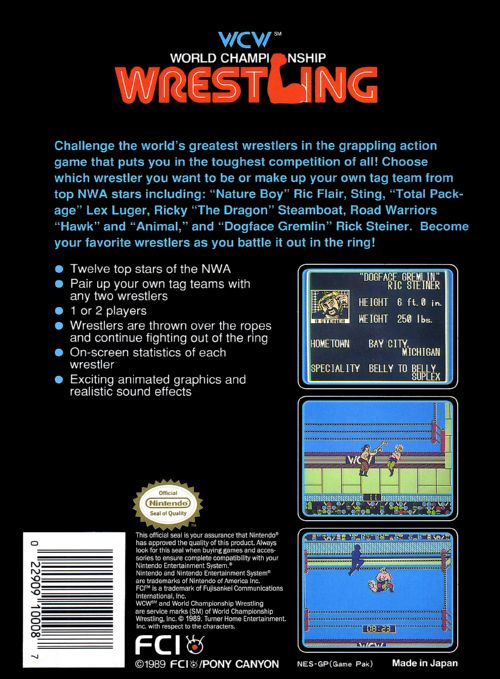 WCW SM
WORLD CHAMPIONSHIP
WRESTLING
Challenge the world's greatest wrestlers in the grappling action
game that puts you in the toughest competition of all! Choose
which wrestler you want to be or make up your own tag team from
top NWA stars including: "Nature Boy" Ric Flair, Sting, "Total Pack-
age" Lex Luger, Ricky "The Dragon" Steamboat, Road Warriors
"Hawk" and "Animal," and "Dogface Gremlin" Rick Steiner. Become
your favorite wrestlers as you battle it out in the ring!
• Twelve top stars of the NWA
• Pair up your own tag teams with
any two wrestlers
• 1 or 2 players
• Wrestlers are thrown over the ropes
and continue fighting out of the ring
• On-screen statistics of each
wrestler
• Exciting animated graphics and
realistic sound effects
"DOGFACE GREMLIN"
RIC STEINER
HEIGHT 6 ft. 0 in.
WEIGHT 250 lbs.
HOMETOWN BAY CITY,
MICHIGAN
SPECIALITY BELLY TO BELLY
SUPLEX
WCW
08:23
Official
Nintendo
Seal of Quality
This official seal is your assurance that Nintendo®
has approved the quality of this product. Always
look for this seal when buying games and acces-
sories to ensure complete compatibility with your
Nintendo Entertainment System.®
Nintendo and Nintendo Entertainment System®
are trademarks of Nintendo of America Inc.
FCI™ is a trademark of Fujisankei Communications
International, Inc.
WCW℠ and World Championship Wrestling
are service marks (SM) of World Championship
Wrestling, Inc. © 1989. Turner Home Entertainment.
Inc. with respect to the characters.
0 22909 10008 7
FCI
©1989 FCI/PONY CANYON
NES-GP(Game Pak)
Made in Japan